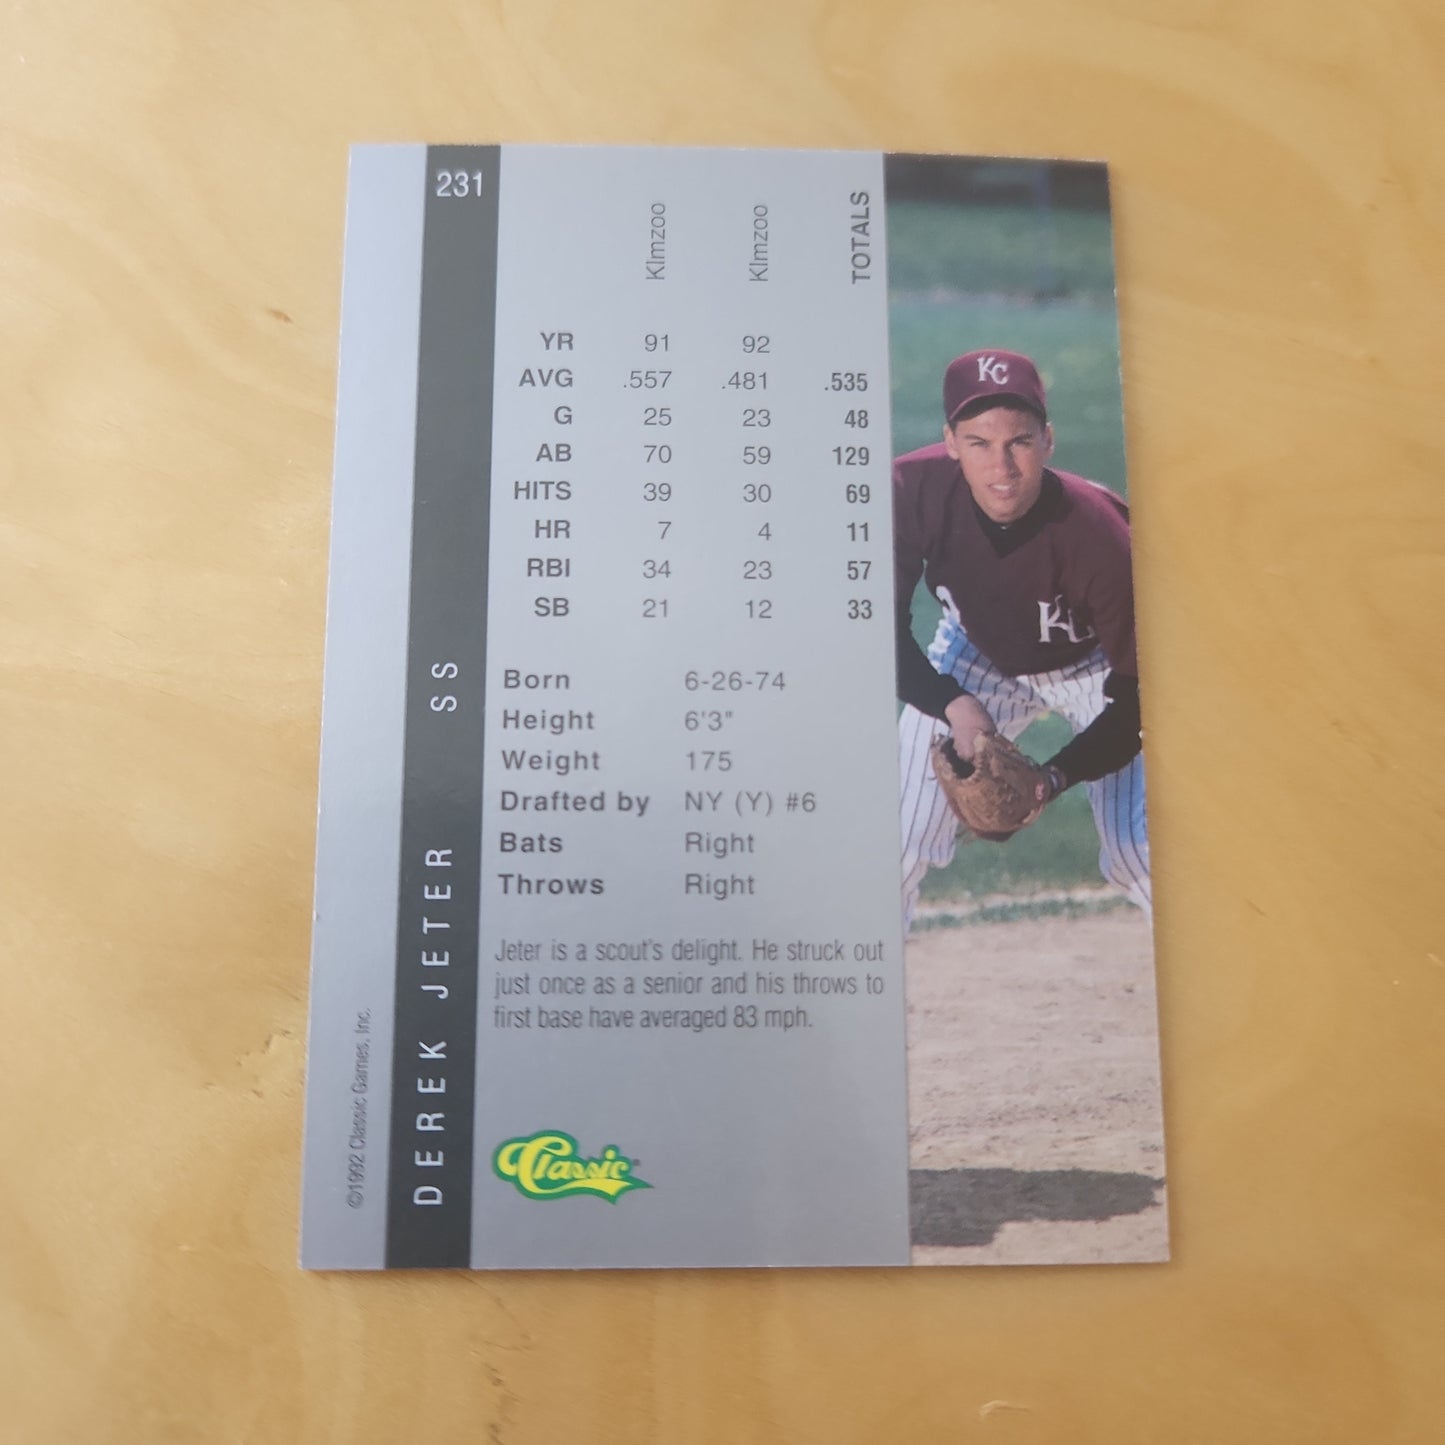 231
Klmzoo Klmzoo TOTALS
YR 91 92
AVG .557 .481 .535
G 25 23 48
AB 70 59 129
HITS 39 30 69
HR 7 4 11
RBI 34 23 57
SB 21 12 33
Born 6-26-74
Height 6'3"
Weight 175
Drafted by NY (Y) #6
Bats Right
Throws Right
Jeter is a scout's delight. He struck out
just once as a senior and his throws to
first base have averaged 83 mph.
Classic
DEREK JETER SS
©1992 Classic Games, Inc.
KC
KC